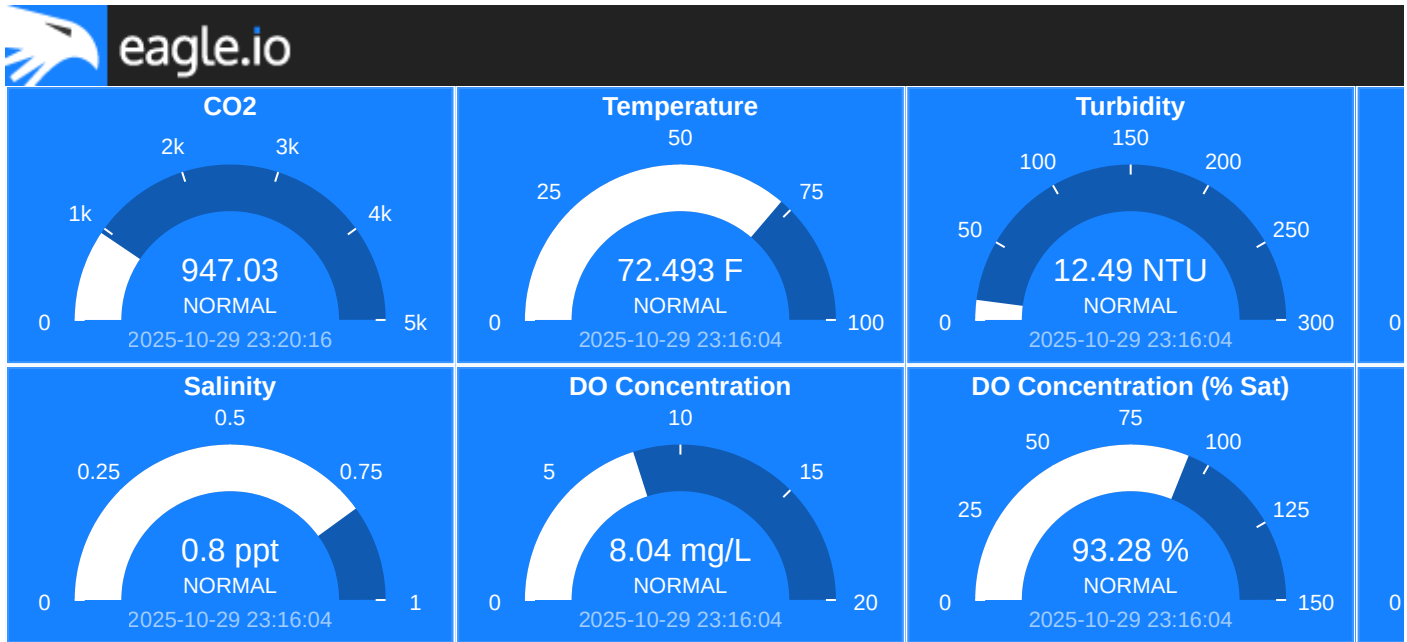 eagle.io
CO2
2k 3k
1k 4k
947.03
NORMAL
0 5k
2025-10-29 23:20:16
Temperature
50
25 75
72.493 F
NORMAL
0 100
2025-10-29 23:16:04
Turbidity
150
100 200
50 250
12.49 NTU
NORMAL
0 300
2025-10-29 23:16:04
0
Salinity
0.5
0.25 0.75
0.8 ppt
NORMAL
0 1
2025-10-29 23:16:04
DO Concentration
10
5 15
8.04 mg/L
NORMAL
0 20
2025-10-29 23:16:04
DO Concentration (% Sat)
75
50 100
25 125
93.28 %
NORMAL
0 150
2025-10-29 23:16:04
0